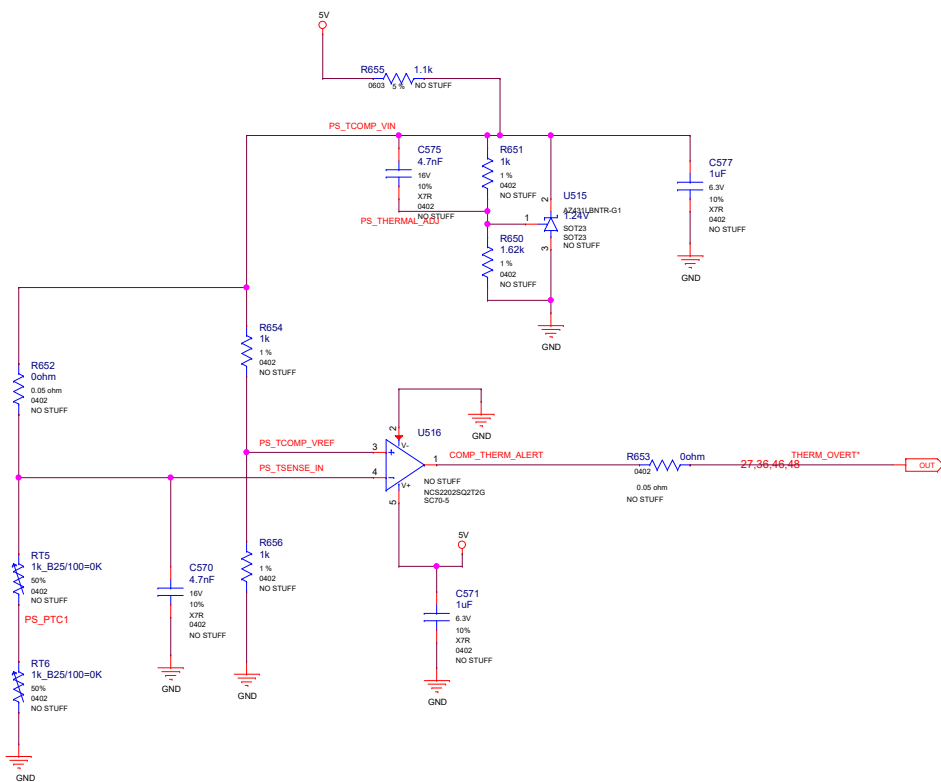 5V
R655 1.1k
0603 5 % NO STUFF
PS_TCOMP_VIN
C575
4.7nF
16V
10%
X7R
0402
NO STUFF
R651
1k
1 %
0402
NO STUFF
C577
1uF
6.3V
10%
X7R
0402
NO STUFF
GND
U515
AZ431LBNTR-G1
1.24V
SOT23
SOT23
NO STUFF
2
1
3
PS_THERMAL_ADJ
R650
1.62k
1 %
0402
NO STUFF
GND
R654
1k
1 %
0402
NO STUFF
R652
0ohm
0.05 ohm
0402
NO STUFF
GND
2
U516
V-
PS_TCOMP_VREF
3
+
PS_TSENSE_IN
4
-
1
COMP_THERM_ALERT
V+
5
NO STUFF
NCS2202SQ2T2G
SC70-5
R653 0ohm
0402
0.05 ohm
NO STUFF
THERM_OVERT*
27,36,46,48
OUT
5V
RT5
1k_B25/100=0K
50%
0402
NO STUFF
PS_PTC1
C570
4.7nF
16V
10%
X7R
0402
NO STUFF
GND
R656
1k
1 %
0402
NO STUFF
GND
C571
1uF
6.3V
10%
X7R
0402
NO STUFF
GND
RT6
1k_B25/100=0K
50%
0402
NO STUFF
GND